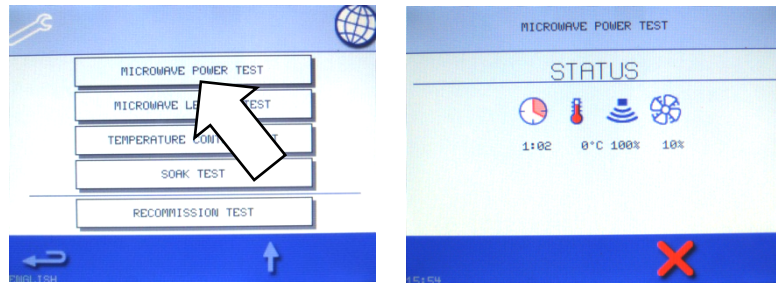 MICROWAVE POWER TEST
MICROWAVE LE TEST
TEMPERATURE CONT T
SOAK TEST
RECOMMISSION TEST
ENGLISH
MICROWAVE POWER TEST
STATUS
1:02 0°C 100% 10%
15:54